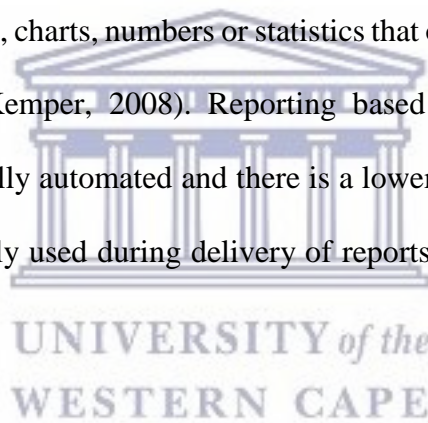 , charts, numbers or statistics that
Kemper, 2008). Reporting based
lly automated and there is a lower
ly used during delivery of reports
UNIVERSITY of the
WESTERN CAPE